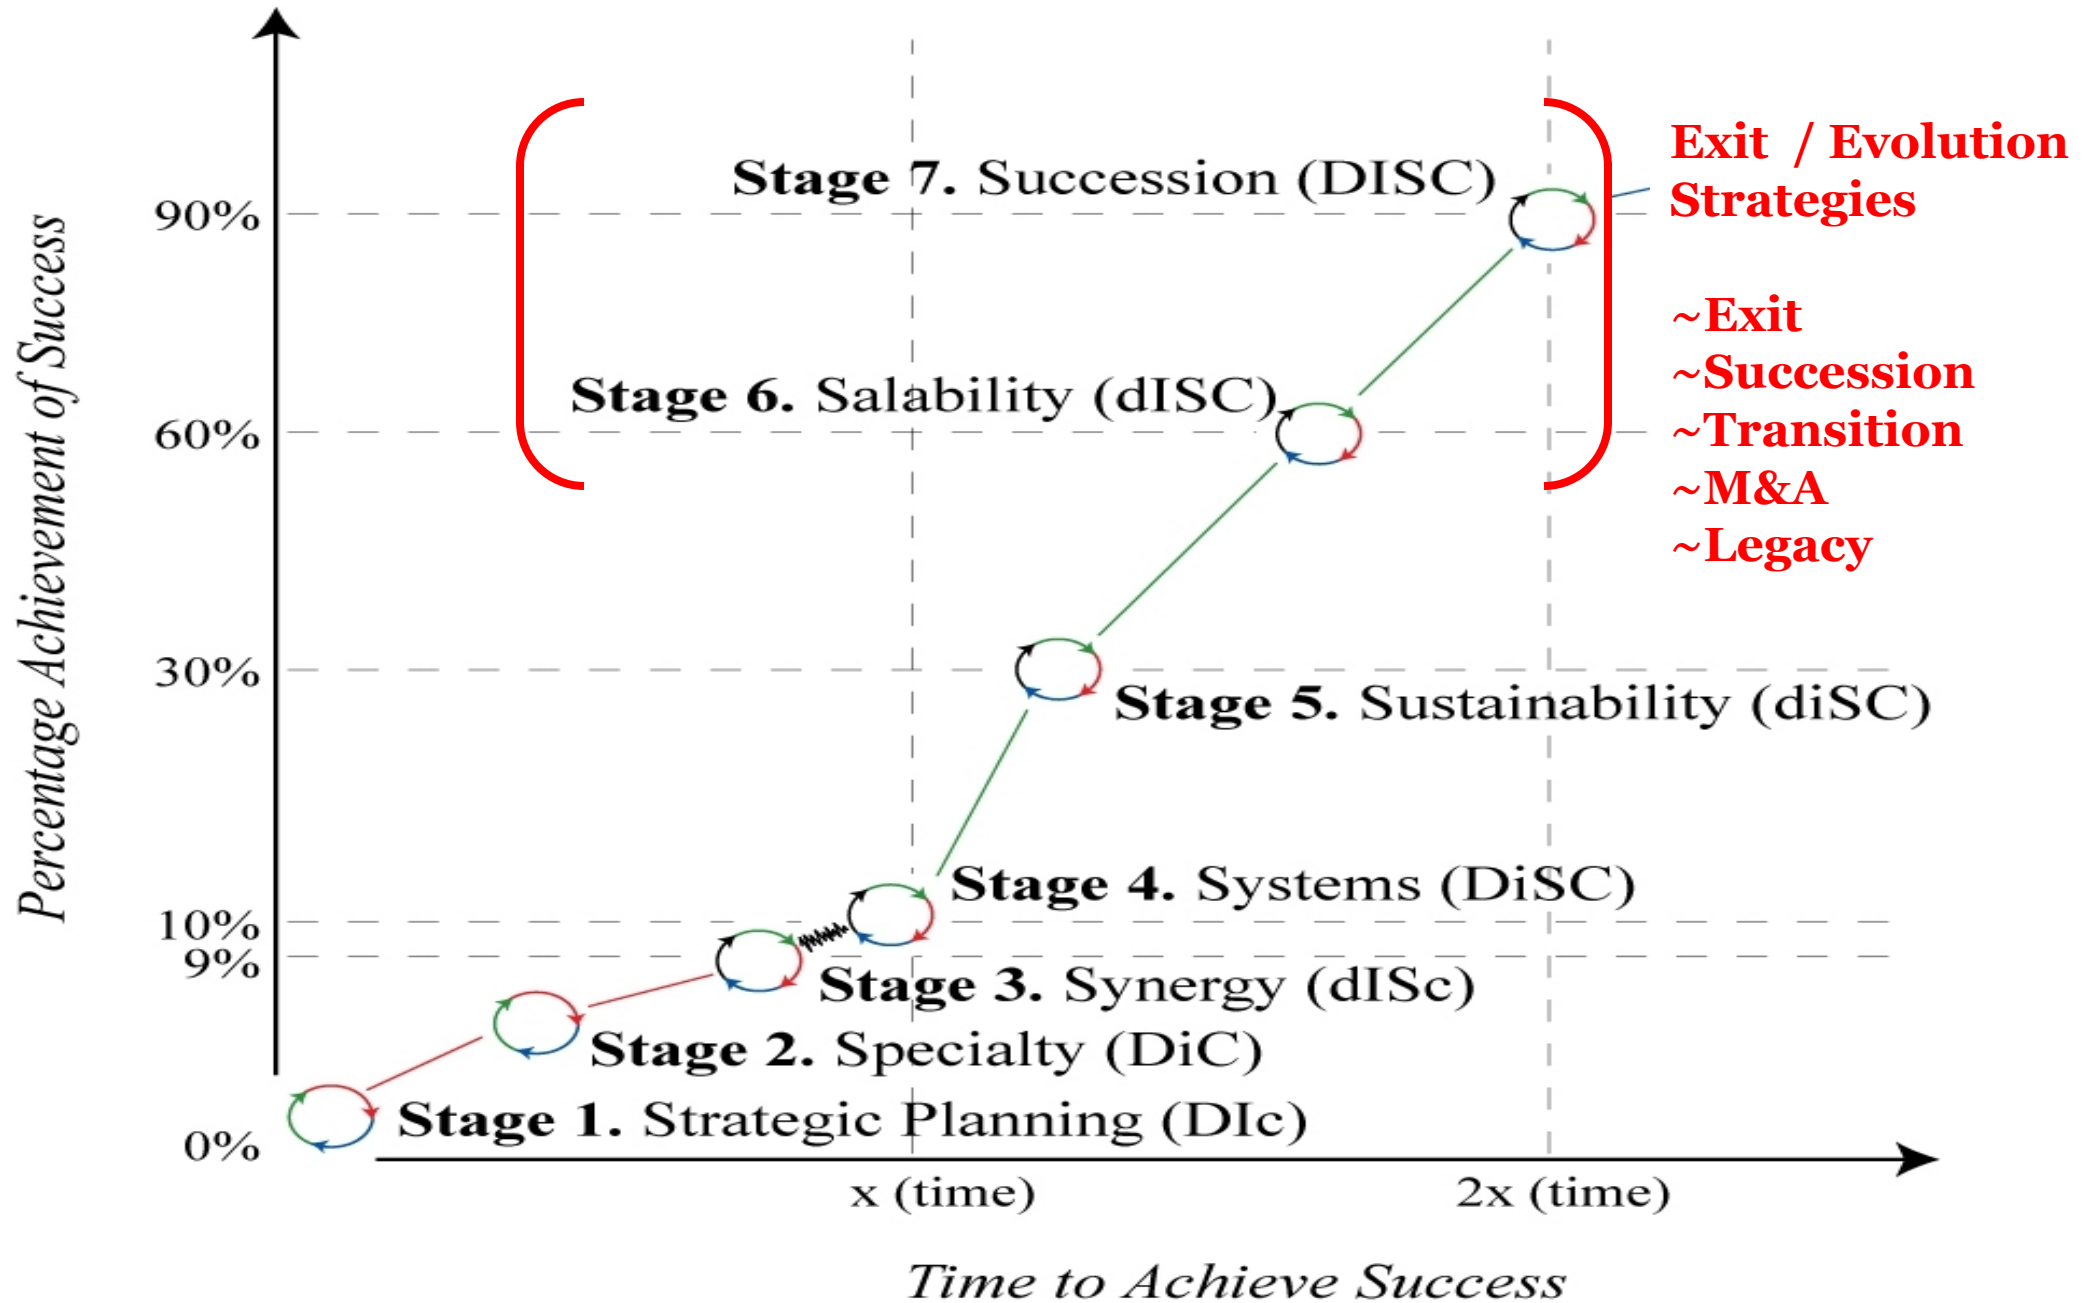 Percentage Achievement of Success
90%
60%
30%
10%
9%
0%
Stage 7. Succession (DISC)
Stage 6. Salability (dISC)
Stage 5. Sustainability (diSC)
Stage 4. Systems (DiSC)
Stage 3. Synergy (dISc)
Stage 2. Specialty (DiC)
Stage 1. Strategic Planning (DIc)
Exit / Evolution
Strategies
~Exit
~Succession
~Transition
~M&A
~Legacy
x (time)
2x (time)
Time to Achieve Success